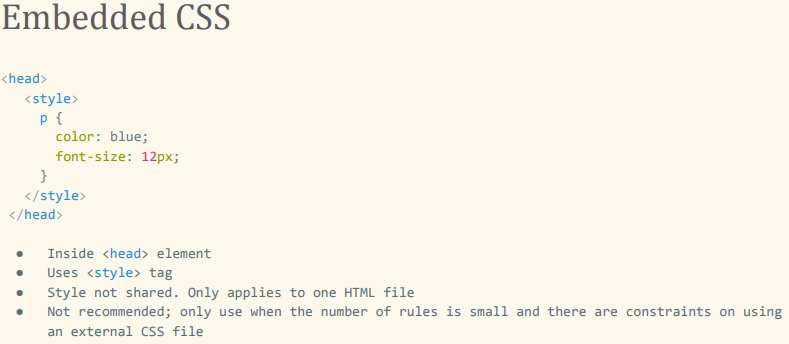 Embedded CSS
<head>
<style>
p {
color: blue;
font-size: 12px;
}
</style>
</head>
● Inside <head> element
● Uses <style> tag
● Style not shared. Only applies to one HTML file
● Not recommended; only use when the number of rules is small and there are constraints on using
an external CSS file